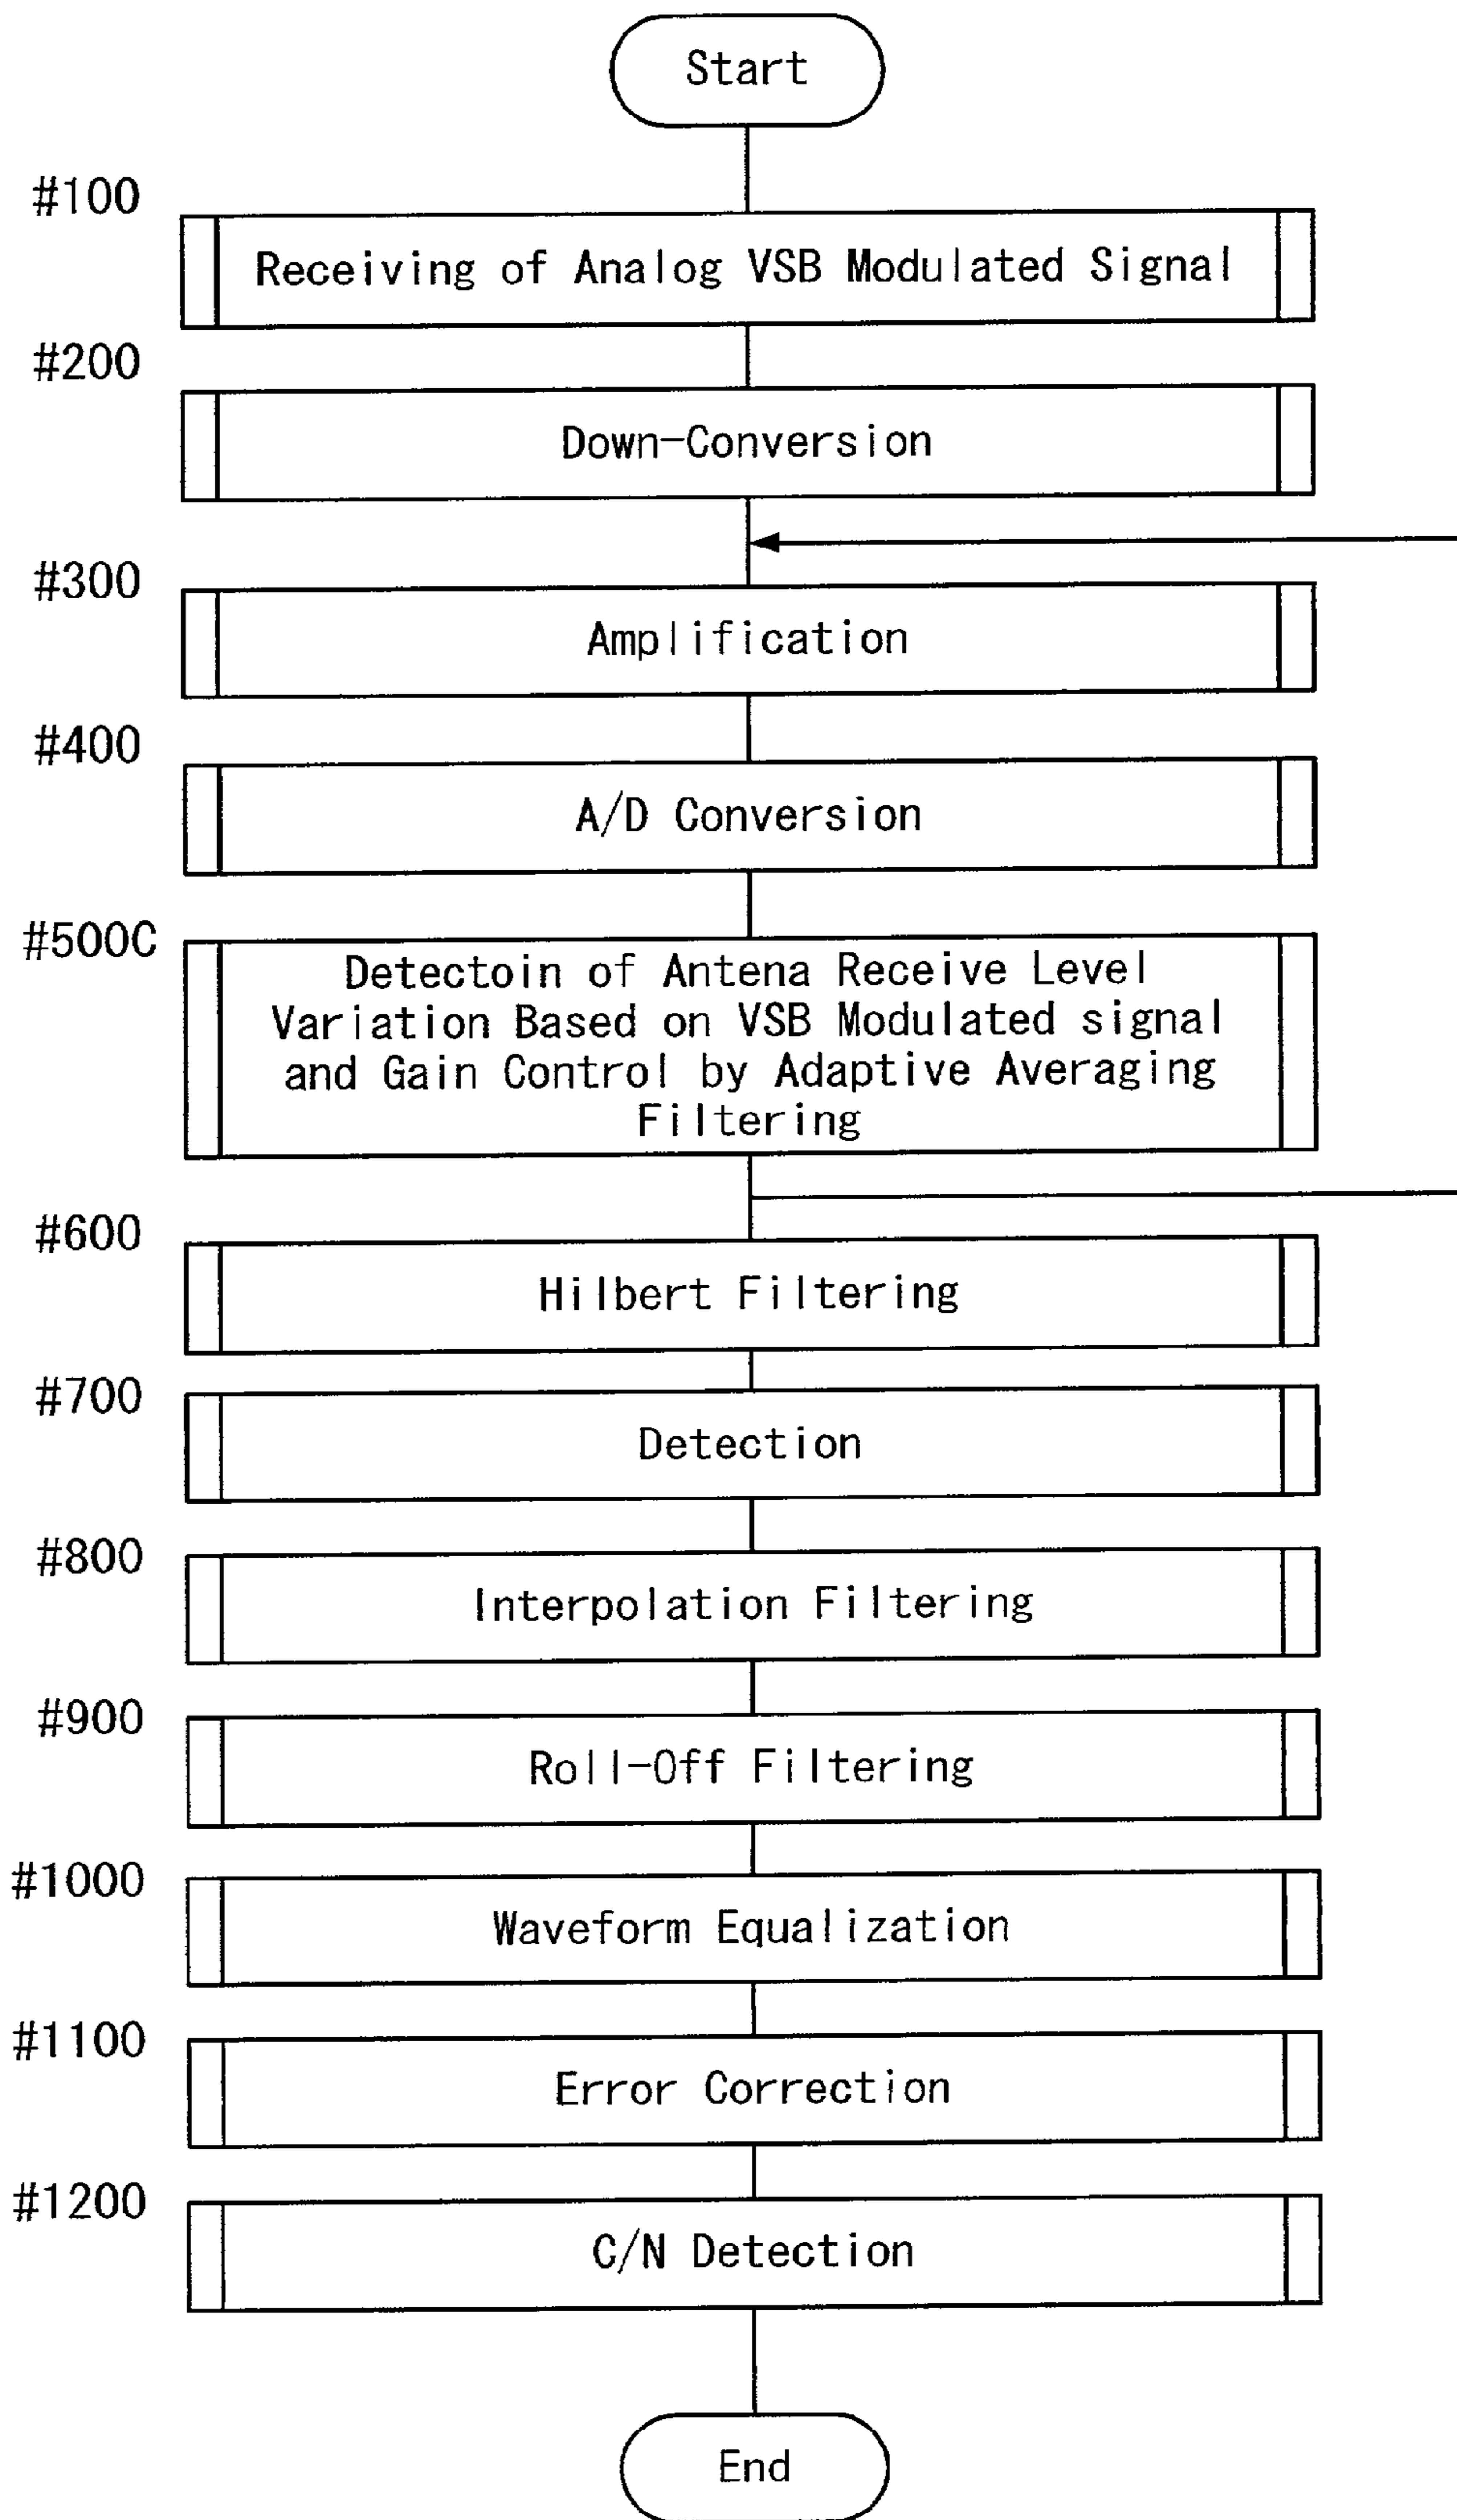 Start
#100
Receiving of Analog VSB Modulated Signal
#200
Down-Conversion
#300
Amplification
#400
A/D Conversion
#500C
Detectoin of Antena Receive Level
Variation Based on VSB Modulated signal
and Gain Control by Adaptive Averaging
Filtering
#600
Hilbert Filtering
#700
Detection
#800
Interpolation Filtering
#900
Roll-Off Filtering
#1000
Waveform Equalization
#1100
Error Correction
#1200
C/N Detection
End